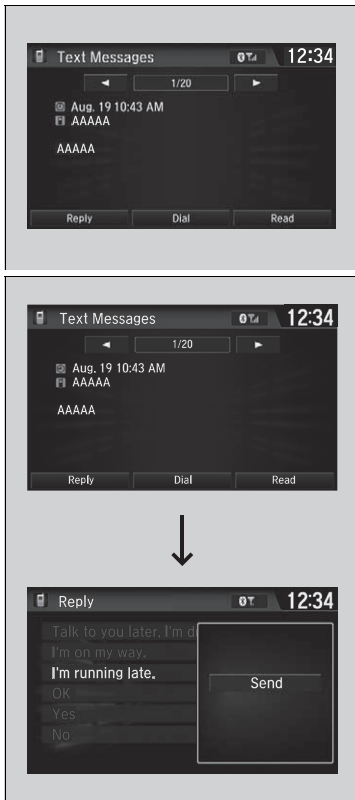 Text Messages 12:34
1/20
Aug. 19 10:43 AM
AAAAA
AAAAA
Reply Dial Read
Text Messages 12:34
1/20
Aug. 19 10:43 AM
AAAAA
AAAAA
Reply Dial Read
Reply 12:34
Talk to you later, I'm d
I'm on my way.
I'm running late.
OK
Yes
No
Send